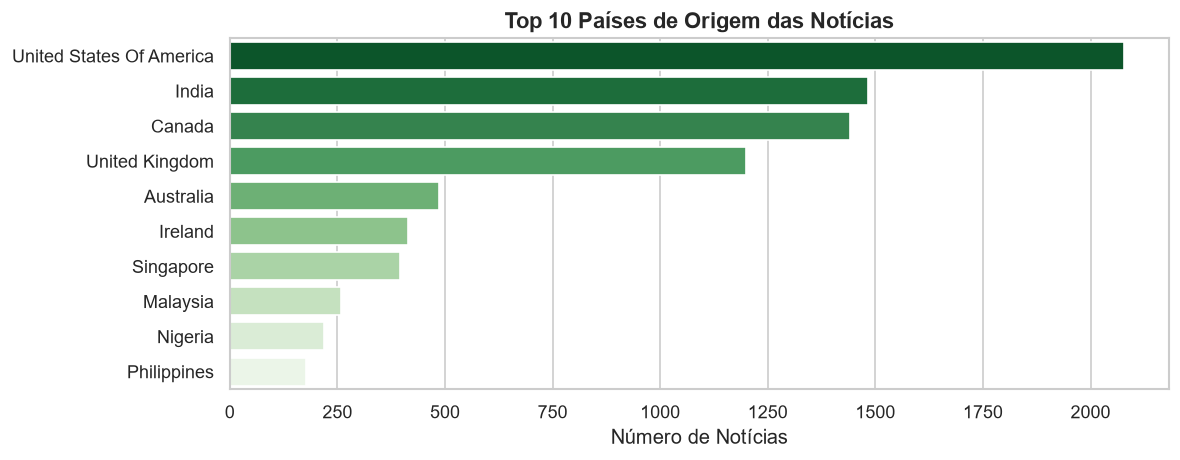 Top 10 Países de Origem das Notícias
United States Of America
India
Canada
United Kingdom
Australia
Ireland
Singapore
Malaysia
Nigeria
Philippines
0 250 500 750 1000 1250 1500 1750 2000
Número de Notícias